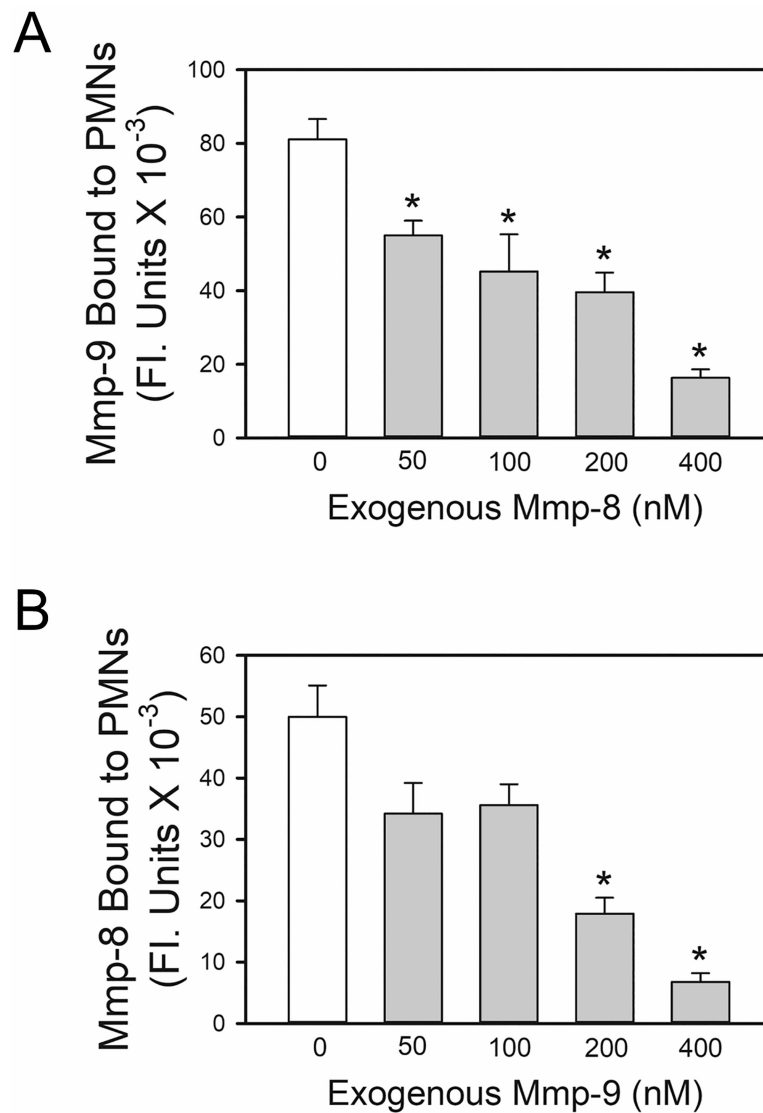 A
Mmp-9 Bound to PMNs
(Fl. Units X 10-3)
100
80
60
40
20
0
*
*
*
*
0 50 100 200 400
Exogenous Mmp-8 (nM)
B
Mmp-8 Bound to PMNs
(Fl. Units X 10-3)
60
50
40
30
20
10
0
*
*
0 50 100 200 400
Exogenous Mmp-9 (nM)